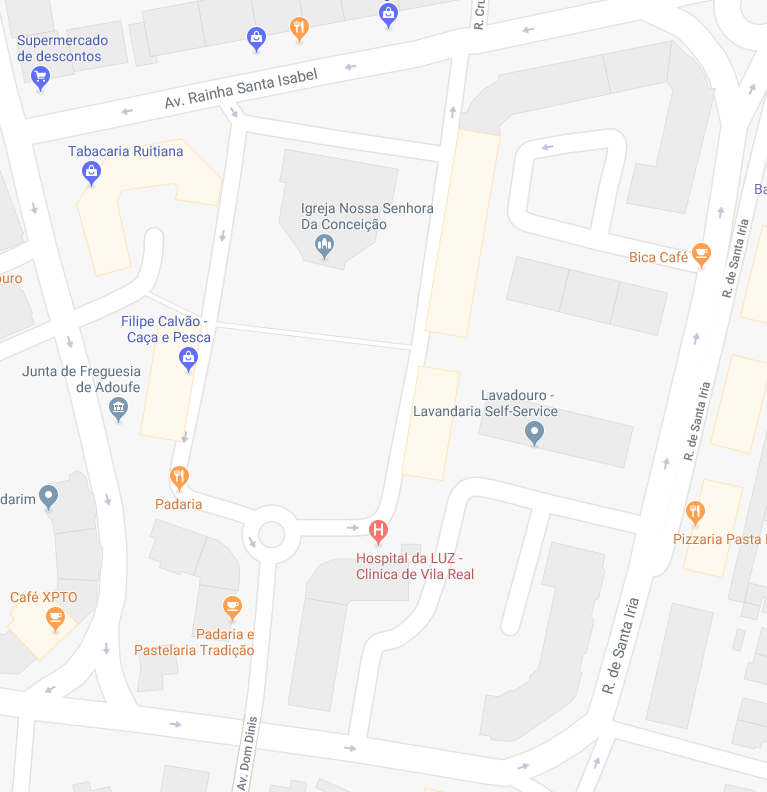 R. Cru
Supermercado
de descontos
Av. Rainha Santa Isabel
Tabacaria Ruitiana
Ba
Igreja Nossa Senhora
Da Conceição
Bica Café
R. de Santa Iria
ouro
Filipe Calvão -
Caça e Pesca
Junta de Freguesia
de Adoufe
Lavadouro -
Lavandaria Self-Service
R. de Santa Iria
darim
Padaria
H
Pizzaria Pasta
Hospital da LUZ -
Clinica de Vila Real
Café XPTO
Padaria e
Pastelaria Tradição
R. de Santa Iria
Av. Dom Dinis